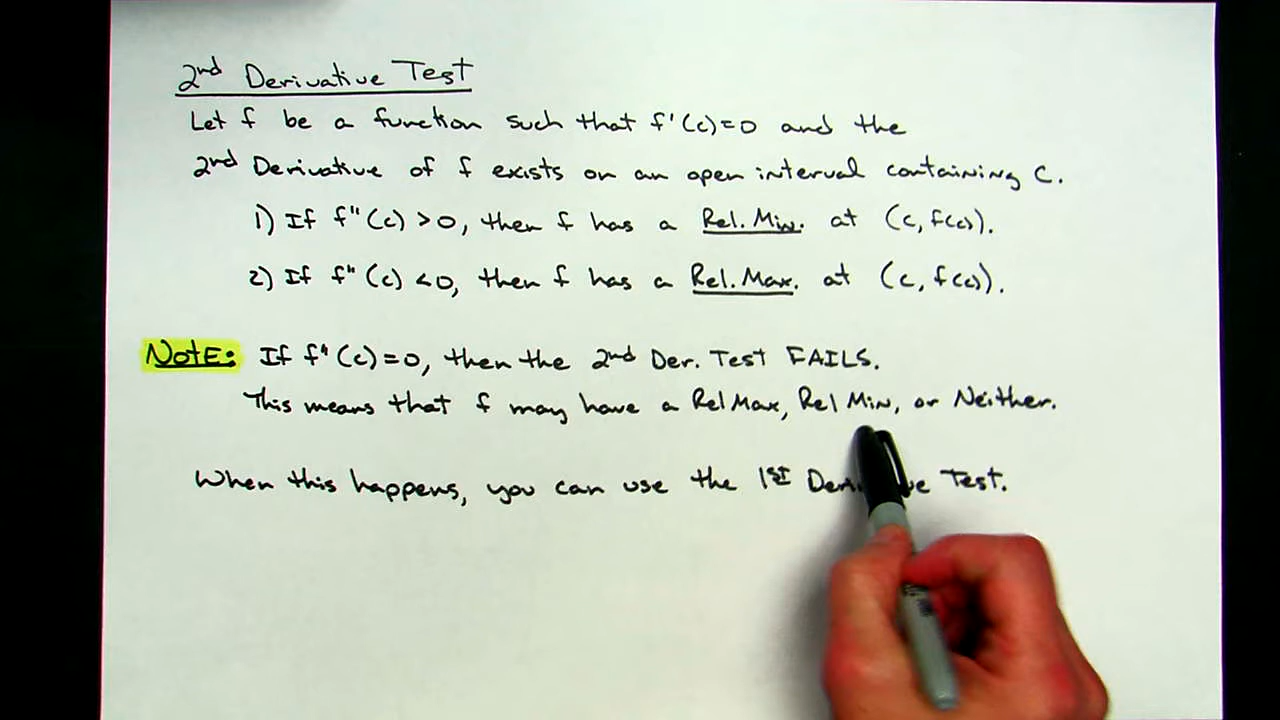 2nd Derivative Test
Let f be a function such that f'(c)=0 and the
2nd Derivative of f exists on an open interval containing C.
1) If f"(c) >0, then f has a Rel. Min. at (c, f(c)).
2) If f"(c) <0, then f has a Rel. Max. at (c, f(c)).
NOTE: If f"(c)=0, then the 2nd Der. Test FAILS.
This means that f may have a Rel Max, Rel Min, or Neither.
When this happens, you can use the 1ST Test.